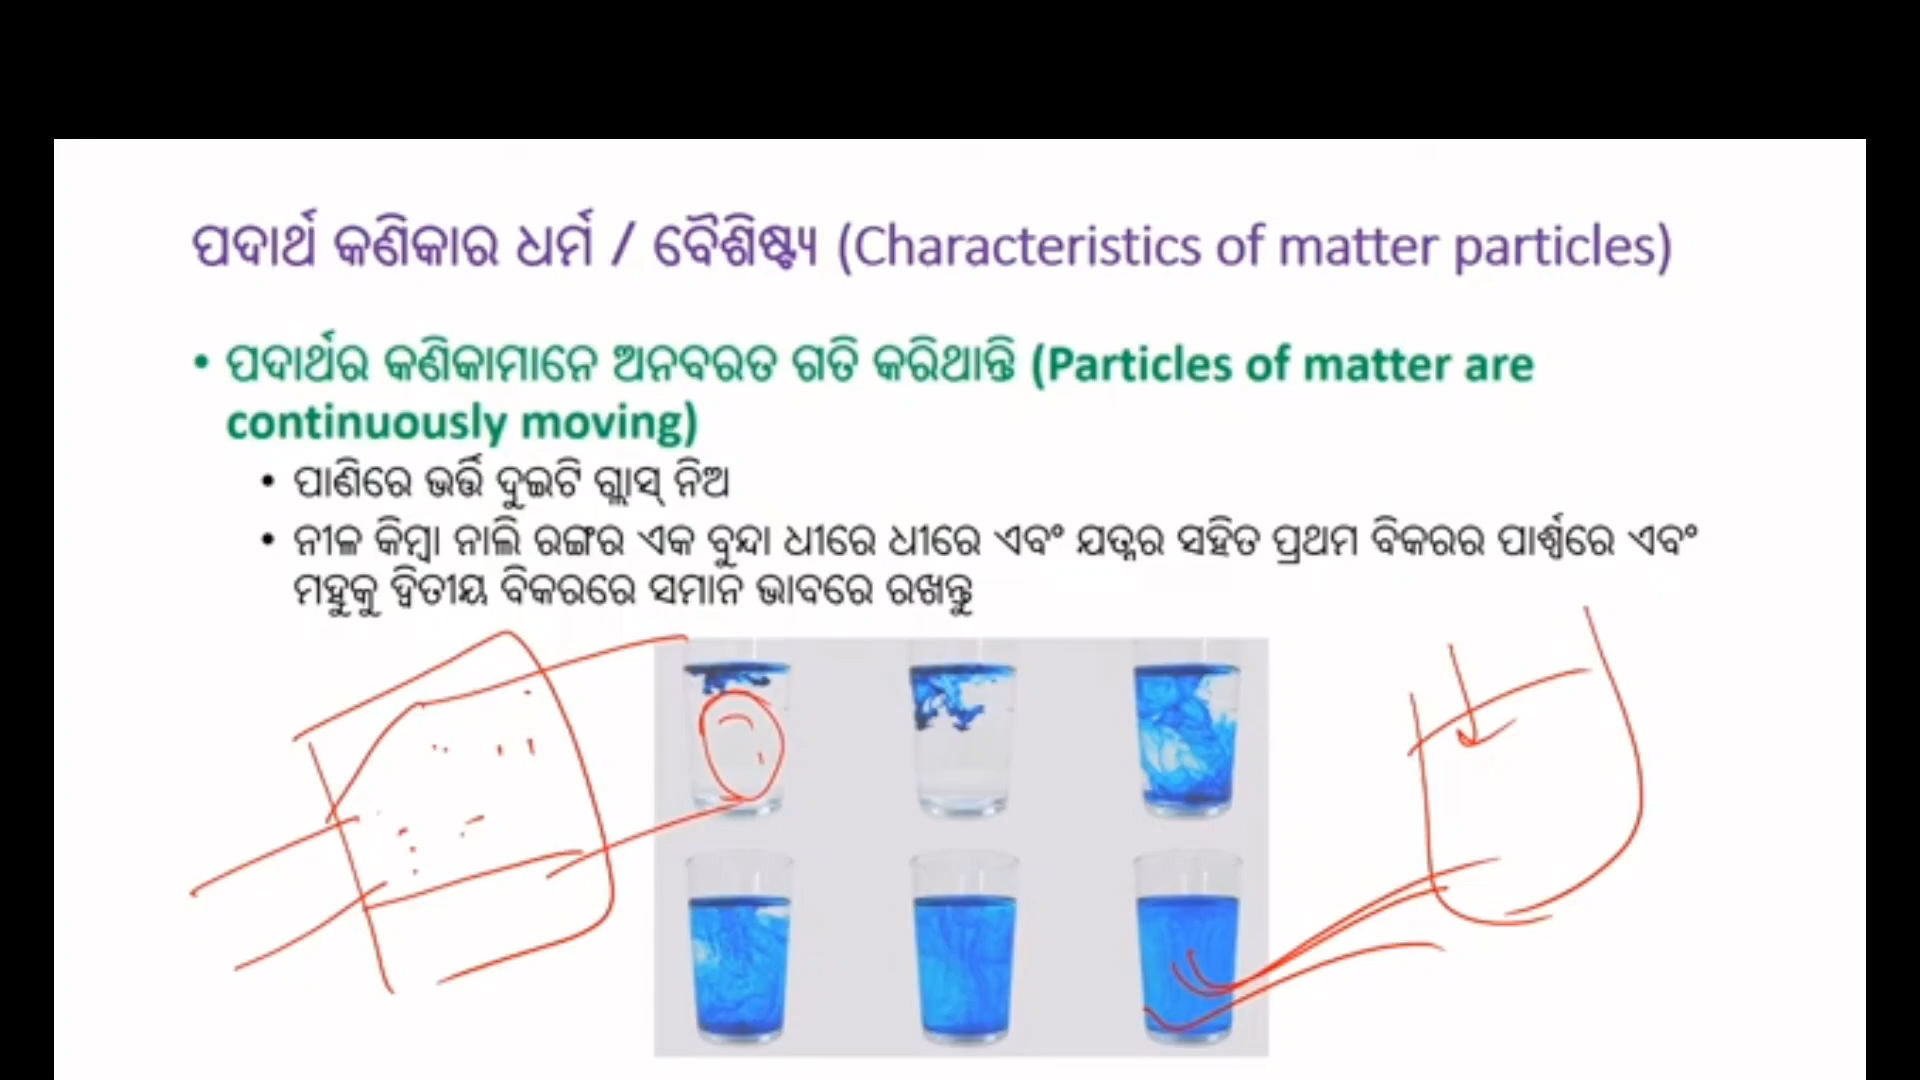 ପଦାର୍ଥ କଣିକାର ଧର୍ମ / ବୈଶିଷ୍ଟ୍ୟ (Characteristics of matter particles)
• ପଦାର୍ଥର କଣିକାମାନେ ଅନବରତ ଗତି କରିଥାନ୍ତି (Particles of matter are
continuously moving)
• ପାଣିରେ ଭର୍ତ୍ତି ଦୁଇଟି ଗ୍ଲାସ୍ ନିଅ
• ନୀଳ କିମ୍ବା ନାଲି ରଙ୍ଗର ଏକ ବୁନ୍ଦା ଧୀରେ ଧୀରେ ଏବଂ ଯତ୍ନର ସହିତ ପ୍ରଥମ ବିକରର ପାର୍ଶ୍ଵରେ ଏବଂ
ମହୁକୁ ଦ୍ୱିତୀୟ ବିକରରେ ସମାନ ଭାବରେ ରଖନ୍ତୁ